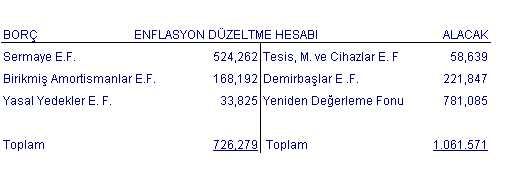 BORÇ ENFLASYON DÜZELTME HESABI ALACAK
Sermaye E.F. 524,262 Tesis, M. ve Cihazlar E. F 58,639
Birikmiş Amortismanlar E.F. 168,192 Demirbaşlar E .F. 221,847
Yasal Yedekler E. F. 33,825 Yeniden Değerleme Fonu 781,085
Toplam 726,279 Toplam 1.061.571